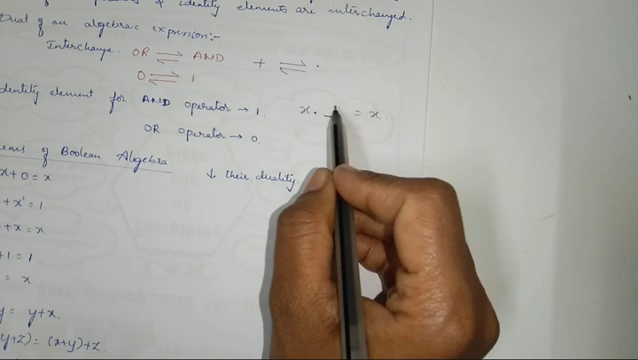 & identity elements are interchanged.
Dual of an algebraic expression:-
Interchange. OR ⇌ AND + ⇌ .
0 ⇌ 1
Identity element for AND operator → 1. x . _ = x.
OR operator → 0.
of Boolean Algebra ↓ their duality.
x + 0 = x
+ x' = 1
+ x = x
+ 1 = 1
= x
y = y + x.
y + z) = (x + y) + z